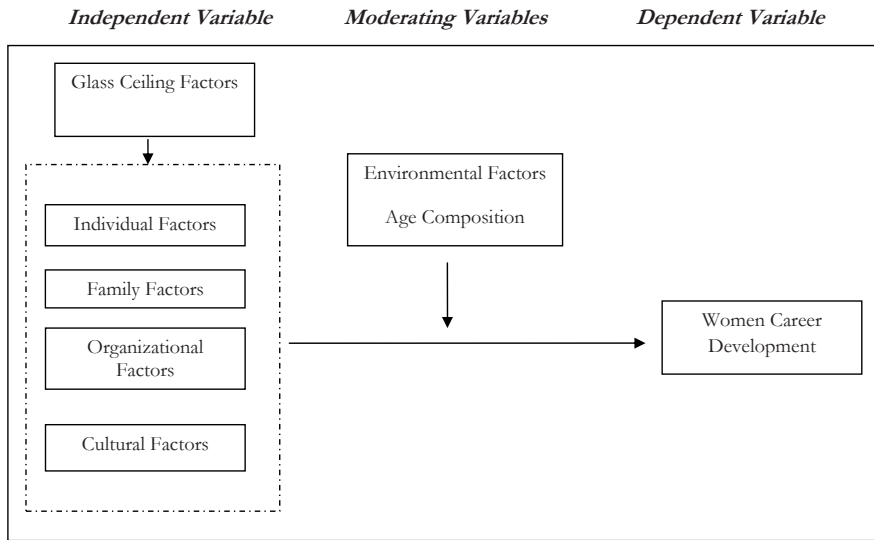 Independent Variable
Moderating Variables
Dependent Variable
Glass Ceiling Factors
Individual Factors
Family Factors
Organizational
Factors
Cultural Factors
Environmental Factors
Age Composition
Women Career
Development